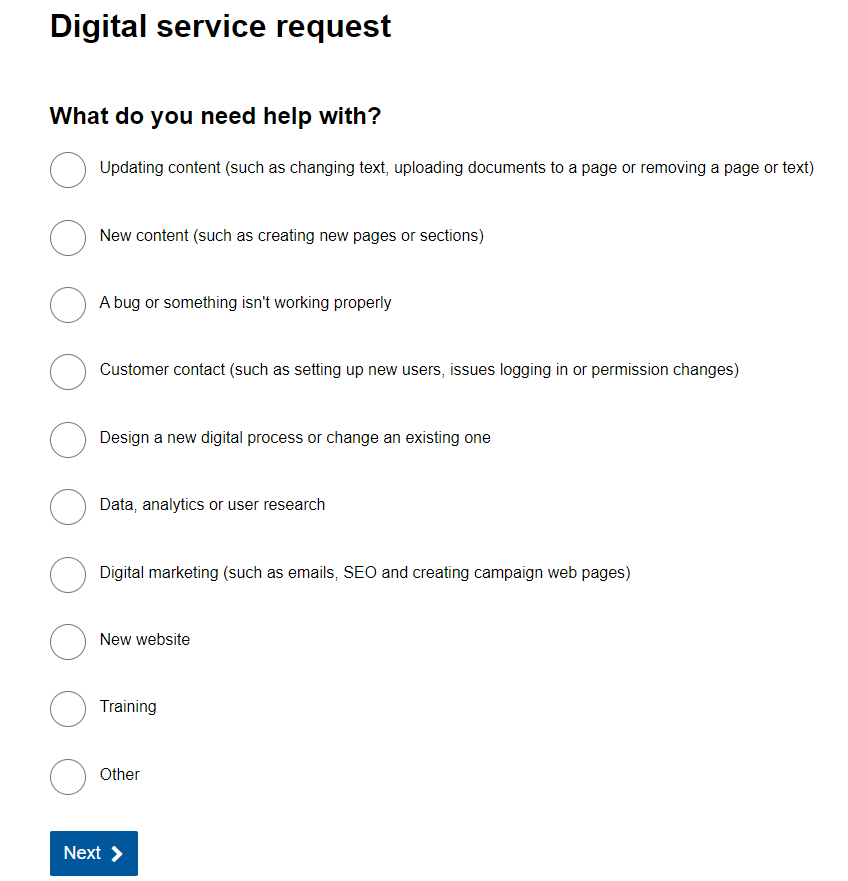 Digital service request
What do you need help with?
Updating content (such as changing text, uploading documents to a page or removing a page or text)
New content (such as creating new pages or sections)
A bug or something isn't working properly
Customer contact (such as setting up new users, issues logging in or permission changes)
Design a new digital process or change an existing one
Data, analytics or user research
Digital marketing (such as emails, SEO and creating campaign web pages)
New website
Training
Other
Next